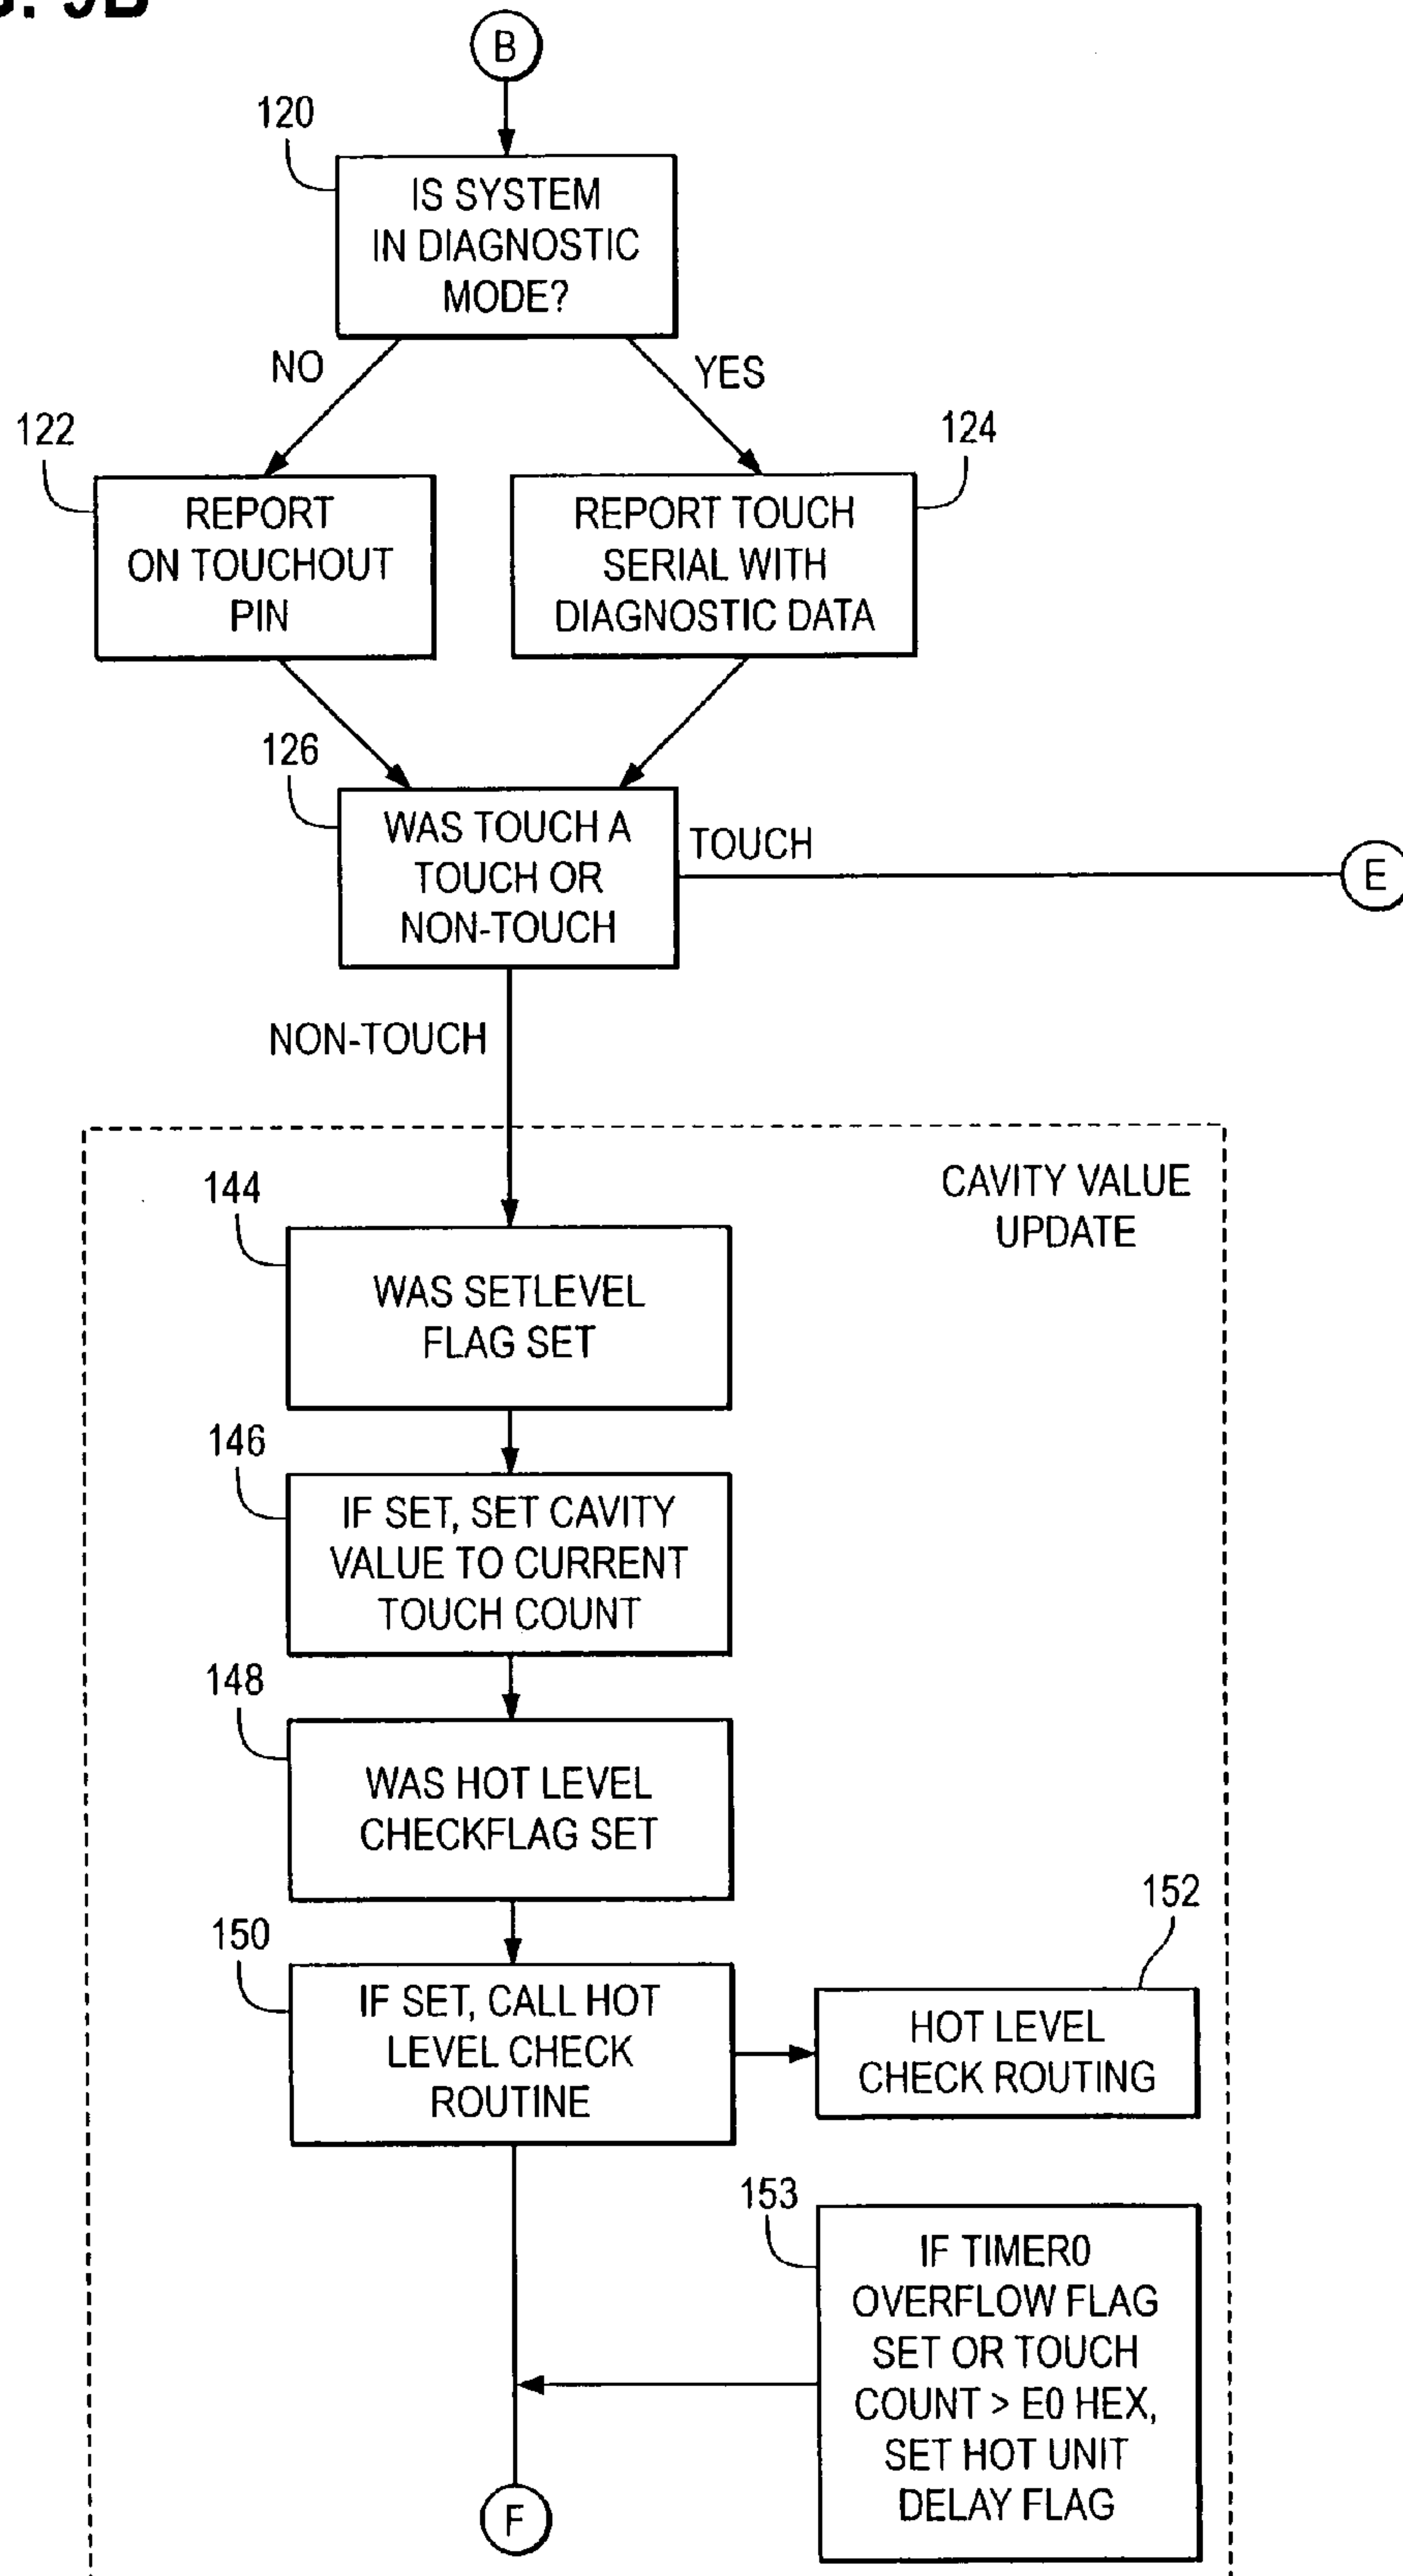 B
120
IS SYSTEM
IN DIAGNOSTIC
MODE?
NO
YES
122
124
REPORT
ON TOUCHOUT
PIN
REPORT TOUCH
SERIAL WITH
DIAGNOSTIC DATA
126
WAS TOUCH A
TOUCH OR
NON-TOUCH
TOUCH
E
NON-TOUCH
CAVITY VALUE
UPDATE
144
WAS SETLEVEL
FLAG SET
146
IF SET, SET CAVITY
VALUE TO CURRENT
TOUCH COUNT
148
WAS HOT LEVEL
CHECKFLAG SET
150
IF SET, CALL HOT
LEVEL CHECK
ROUTINE
152
HOT LEVEL
CHECK ROUTING
153
IF TIMER0
OVERFLOW FLAG
SET OR TOUCH
COUNT > E0 HEX,
SET HOT UNIT
DELAY FLAG
F